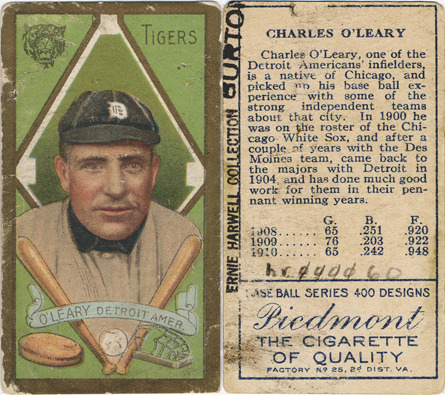 TIGERS
O'LEARY DETROIT AMER.
ERNIE HARWELL COLLECTION BURTON
CHARLES O'LEARY
Charles O'Leary, one of the
Detroit Americans' infielders,
is a native of Chicago, and
picked up his base ball ex-
perience with some of the
strong independent teams
about that city. In 1900 he
was on the roster of the Chi-
cago White Sox, and after a
couple of years with the Des
Moines team, came back to
the majors with Detroit in
1904, and has done much good
work for them in their pen-
nant winning years.
G. B. F.
1908...... 65 .251 .920
1909...... 76 .203 .922
1910...... 65 .242 .948
BASE BALL SERIES 400 DESIGNS
Piedmont
THE CIGARETTE
OF QUALITY
FACTORY No 25, 2d DIST. VA.